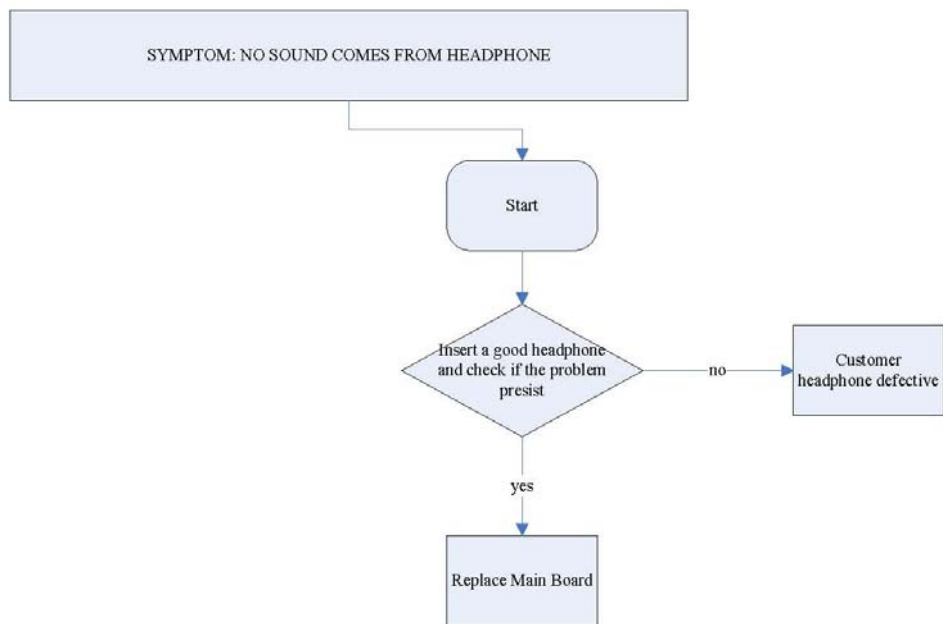 SYMPTOM: NO SOUND COMES FROM HEADPHONE
Start
Insert a good headphone
and check if the problem
presist
no
Customer
headphone defective
yes
Replace Main Board